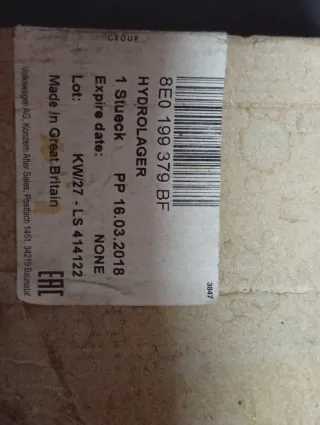 GROUP
8E0 199 379 BF
HYDROLAGER
1 Stueck PP 16.03.2018
Expire date: NONE
Lot: KW/27 - LS 414122
Made in Great Britain
Volkswagen AG, Konzern After Sales, Postfach 1451, 34219 Baunatal
EAC
3847